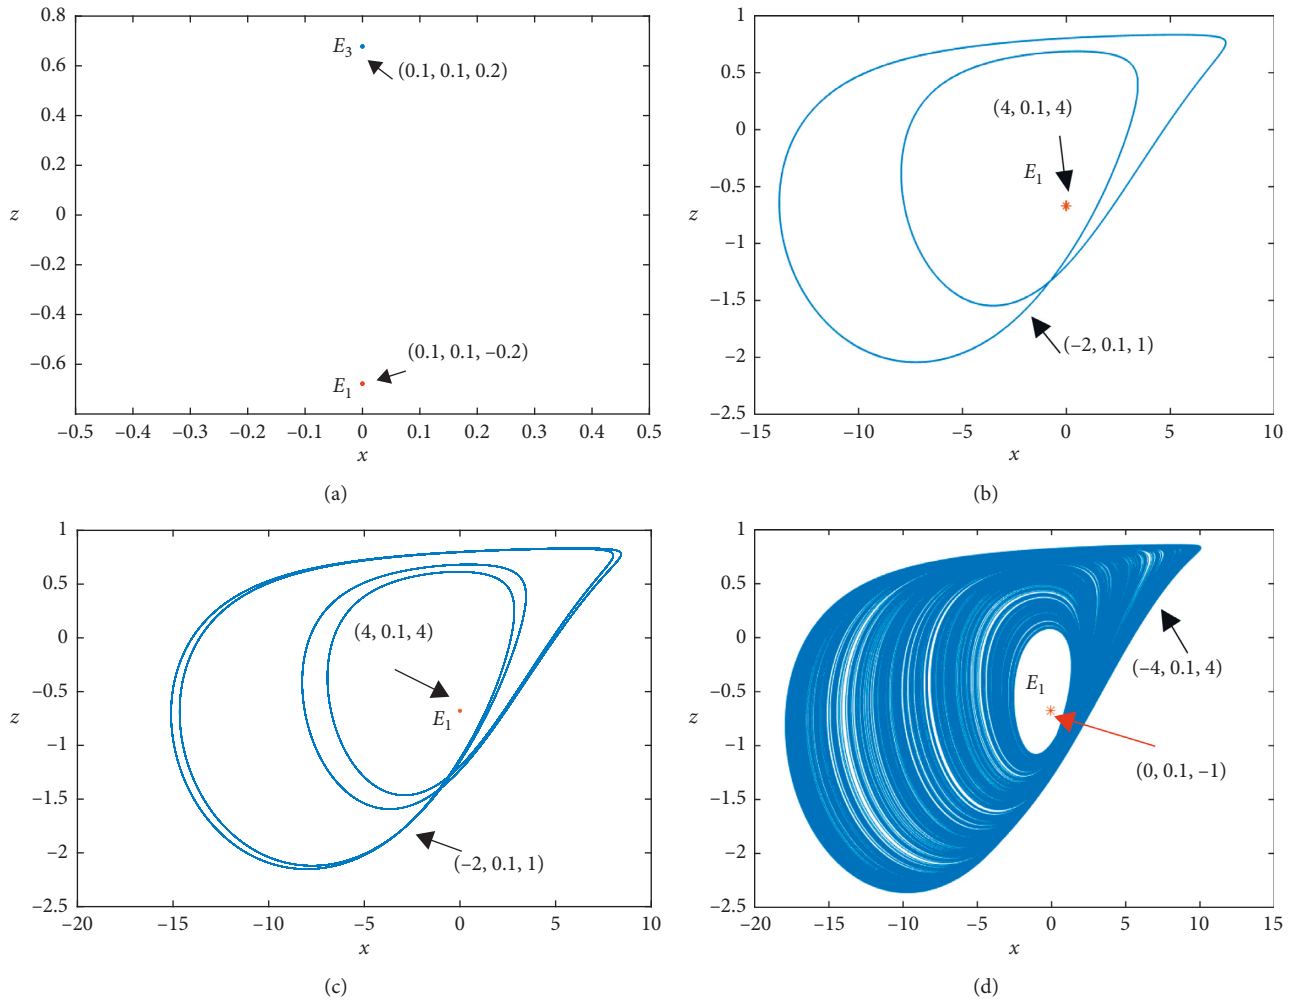 0.8
0.6
0.4
0.2
0
–0.2
–0.4
–0.6
z
E3
(0.1, 0.1, 0.2)
(0.1, 0.1, –0.2)
E1
–0.5 –0.4 –0.3 –0.2 –0.1 0 0.1 0.2 0.3 0.4 0.5
x
(a)
1
0.5
0
–0.5
–1
–1.5
–2
–2.5
z
(4, 0.1, 4)
E1
(–2, 0.1, 1)
–15 –10 –5 0 5 10
x
(b)
1
0.5
0
–0.5
–1
–1.5
–2
–2.5
z
(4, 0.1, 4)
E1
(–2, 0.1, 1)
–20 –15 –10 –5 0 5 10
x
(c)
1
0.5
0
–0.5
–1
–1.5
–2
–2.5
z
(–4, 0.1, 4)
E1
(0, 0.1, –1)
–20 –15 –10 –5 0 5 10 15
x
(d)